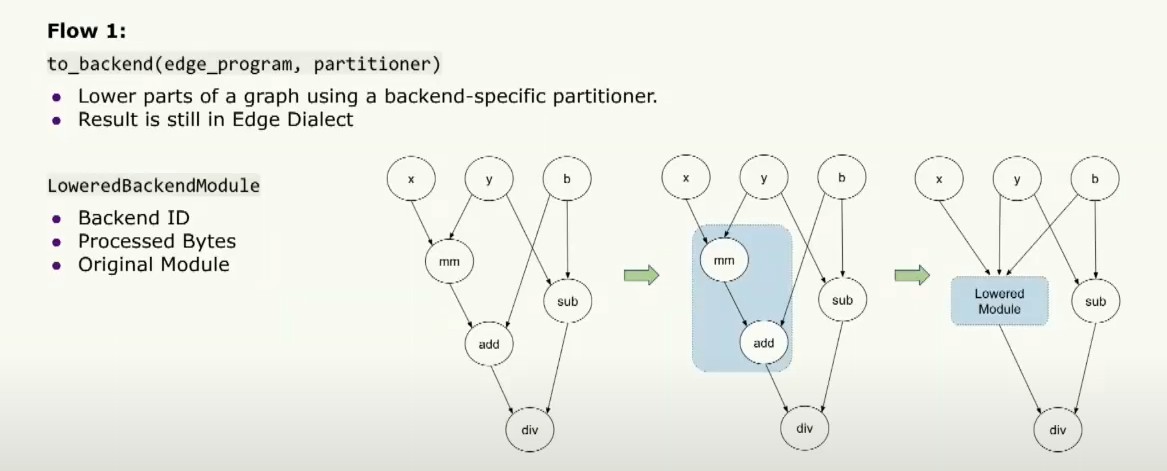 Flow 1:
to_backend(edge_program, partitioner)
• Lower parts of a graph using a backend-specific partitioner.
• Result is still in Edge Dialect
LoweredBackendModule
• Backend ID
• Processed Bytes
• Original Module
x
y
b
mm
sub
add
div
x
y
b
mm
sub
add
div
x
y
b
Lowered
Module
sub
div